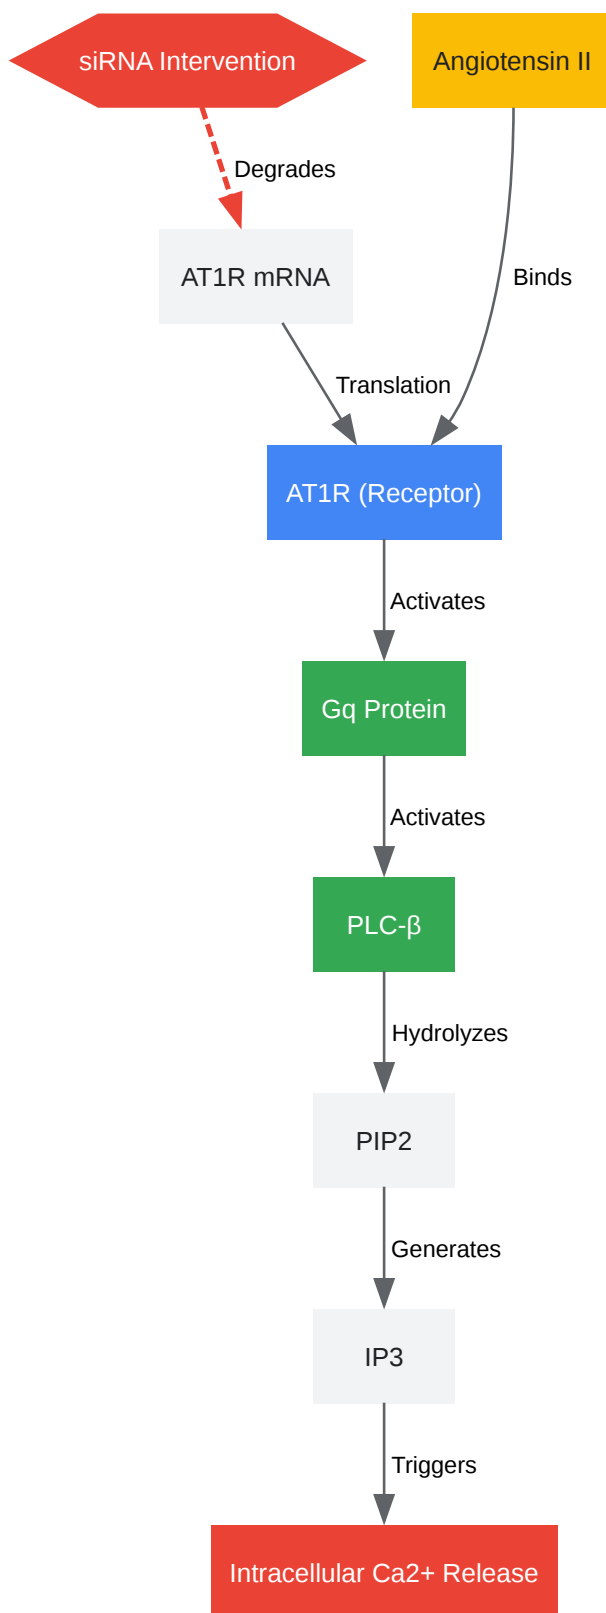 siRNA Intervention
Angiotensin II
Degrades
AT1R mRNA
Binds
Translation
AT1R (Receptor)
Activates
Gq Protein
Activates
PLC-β
Hydrolyzes
PIP2
Generates
IP3
Triggers
Intracellular Ca2+ Release